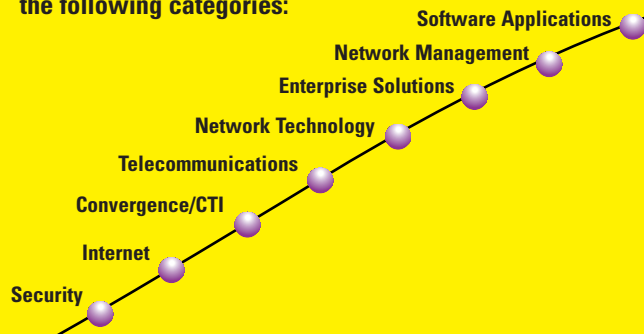 the following categories:
Software Applications
Network Management
Enterprise Solutions
Network Technology
Telecommunications
Convergence/CTI
Internet
Security